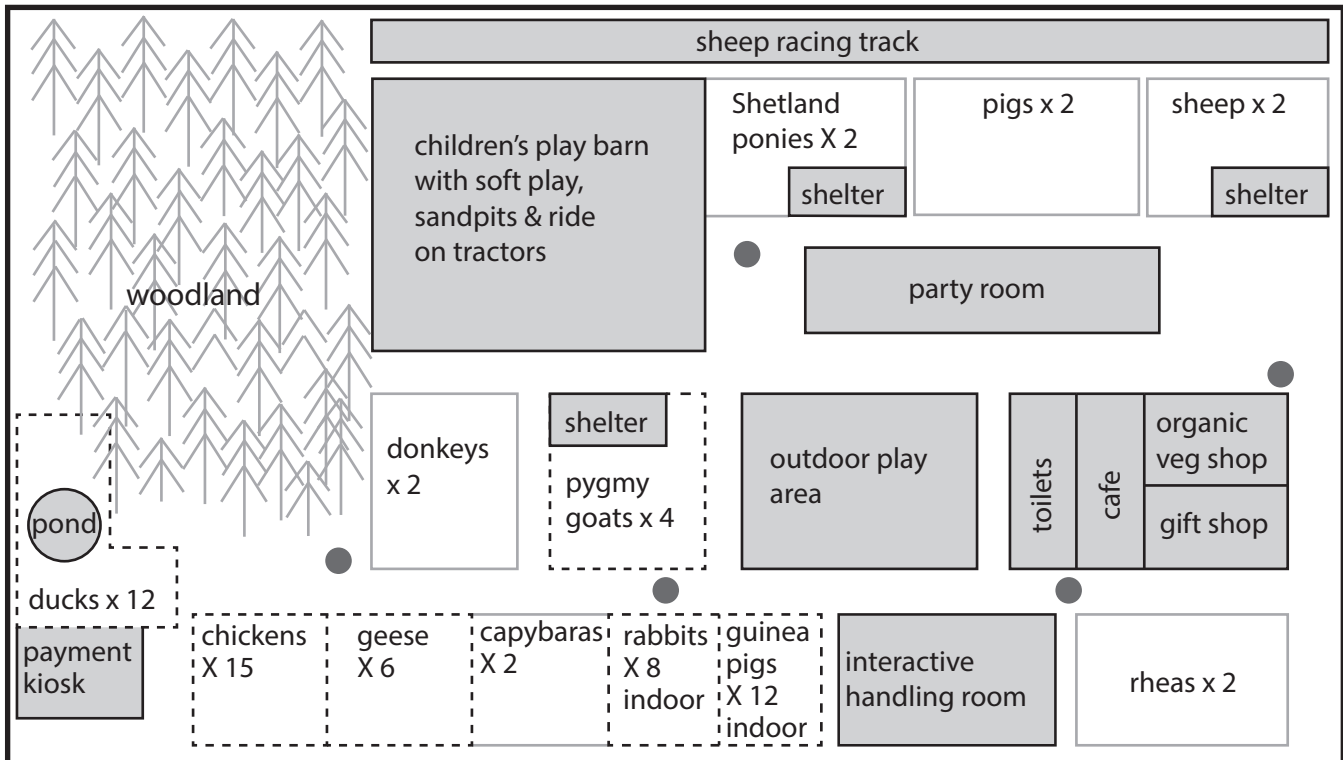 sheep racing track
children's play barn
with soft play,
sandpits & ride
on tractors
Shetland
ponies X 2
shelter
pigs x 2
sheep x 2
shelter
woodland
party room
donkeys
x 2
shelter
pygmy
goats x 4
outdoor play
area
toilets
cafe
organic
veg shop
gift shop
pond
ducks x 12
payment
kiosk
chickens
X 15
geese
X 6
capybaras
X 2
rabbits
X 8
indoor
guinea
pigs
X 12
indoor
interactive
handling room
rheas x 2